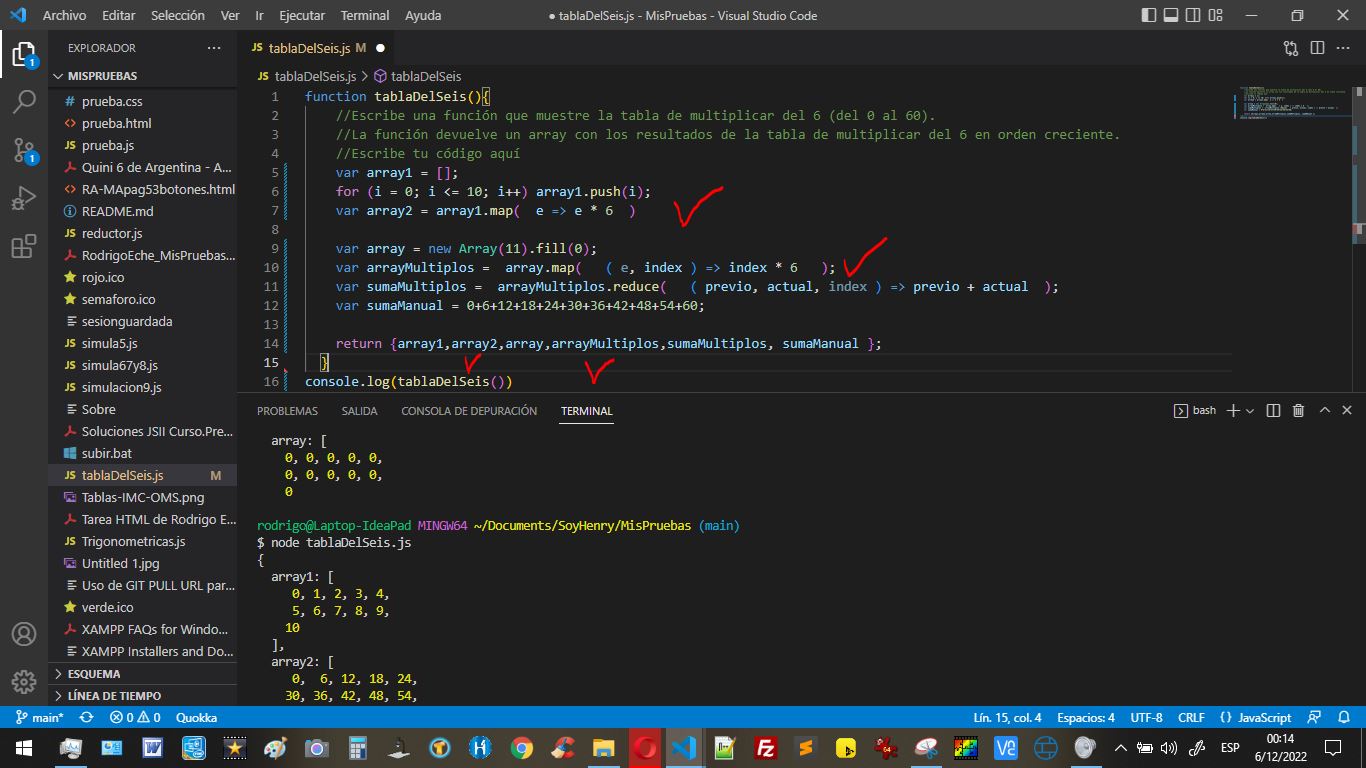 Archivo Editar Selección Ver Ir Ejecutar Terminal Ayuda
● tablaDelSeis.js - MisPruebas - Visual Studio Code
EXPLORADOR
MISPRUEBAS
# prueba.css
<> prueba.html
JS prueba.js
Quini 6 de Argentina - A...
<> RA-MApag53botones.html
README.md
JS reductor.js
RodrigoEche_MisPruebas...
rojo.ico
semaforo.ico
sesionguardada
JS simula5.js
JS simula67y8.js
JS simulacion9.js
Sobre
Soluciones JSII Curso.Pre...
subir.bat
JS tablaDelSeis.js M
Tablas-IMC-OMS.png
Tarea HTML de Rodrigo E...
JS Trigonometricas.js
Untitled 1.jpg
Uso de GIT PULL URL par...
verde.ico
XAMPP FAQs for Windo...
XAMPP Installers and Do...
ESQUEMA
LÍNEA DE TIEMPO
JS tablaDelSeis.js M ●
JS tablaDelSeis.js > tablaDelSeis
1 function tablaDelSeis(){
2 //Escribe una función que muestre la tabla de multiplicar del 6 (del 0 al 60).
3 //La función devuelve un array con los resultados de la tabla de multiplicar del 6 en orden creciente.
4 //Escribe tu código aquí
5 var array1 = [];
6 for (i = 0; i <= 10; i++) array1.push(i);
7 var array2 = array1.map(  e => e * 6  )
8
9 var array = new Array(11).fill(0);
10 var arrayMultiplos =  array.map(   ( e, index ) => index * 6   );
11 var sumaMultiplos =  arrayMultiplos.reduce(   ( previo, actual, index ) => previo + actual  );
12 var sumaManual = 0+6+12+18+24+30+36+42+48+54+60;
13
14 return {array1,array2,array,arrayMultiplos,sumaMultiplos, sumaManual };
15 }
16 console.log(tablaDelSeis())
PROBLEMAS SALIDA CONSOLA DE DEPURACIÓN TERMINAL
bash
array: [
0, 0, 0, 0, 0,
0, 0, 0, 0, 0,
0
rodrigo@Laptop-IdeaPad MINGW64 ~/Documents/SoyHenry/MisPruebas (main)
$ node tablaDelSeis.js
{
array1: [
0, 1, 2, 3, 4,
5, 6, 7, 8, 9,
10
],
array2: [
0,  6, 12, 18, 24,
30, 36, 42, 48, 54,
main* 0 0 Quokka
Lín. 15, col. 4 Espacios: 4 UTF-8 CRLF {} JavaScript
ESP
00:14
6/12/2022